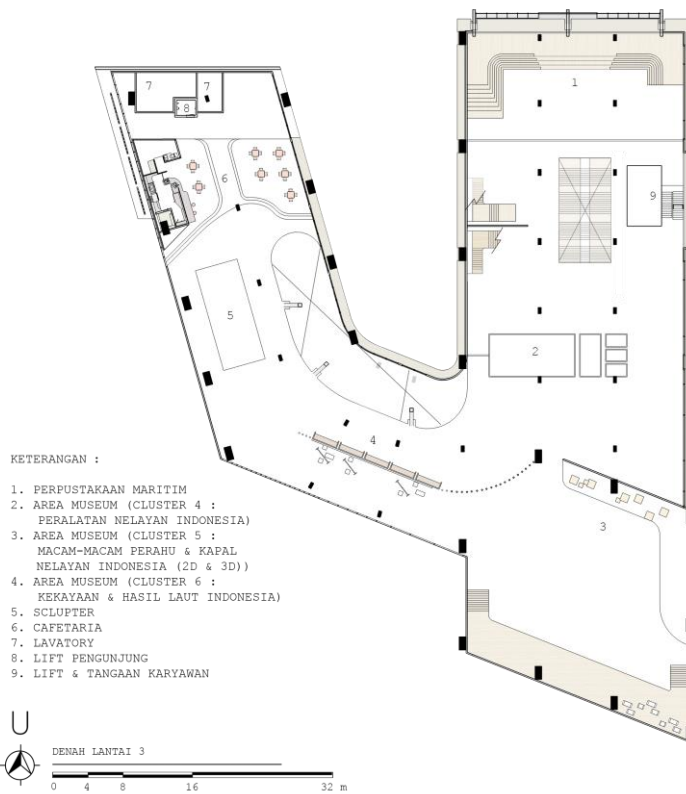 7
7
1
8
6
9
5
2
4
3
KETERANGAN :
1. PERPUSTAKAAN MARITIM
2. AREA MUSEUM (CLUSTER 4 :
PERALATAN NELAYAN INDONESIA)
3. AREA MUSEUM (CLUSTER 5 :
MACAM-MACAM PERAHU & KAPAL
NELAYAN INDONESIA (2D & 3D))
4. AREA MUSEUM (CLUSTER 6 :
KEKAYAAN & HASIL LAUT INDONESIA)
5. SCLUPTER
6. CAFETARIA
7. LAVATORY
8. LIFT PENGUNJUNG
9. LIFT & TANGAAN KARYAWAN
U
DENAH LANTAI 3
0 4 8 16 32 m